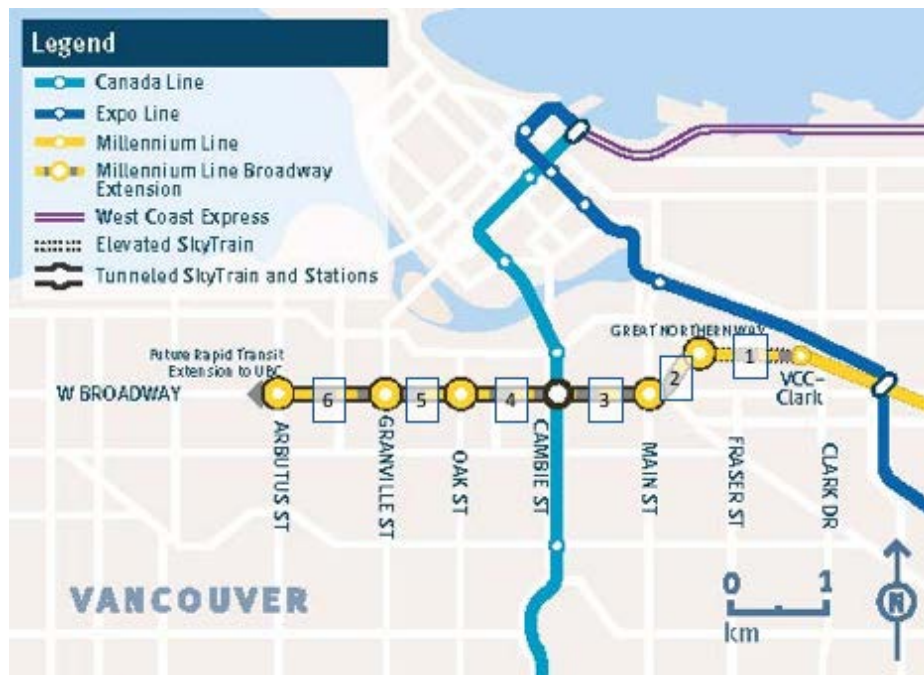 Legend
Canada Line
Expo Line
Millennium Line
Millennium Line Broadway
Extension
West Coast Express
Elevated SkyTrain
Tunneled SkyTrain and Stations
GREAT NORTHERN WAY
Future Rapid Transit
Extension to UBC
W BROADWAY
6
5
4
3
2
1
VCC-
Clark
ARBUTUS ST
GRANVILLE ST
OAK ST
CAMBIE ST
MAIN ST
FRASER ST
CLARK DR
VANCOUVER
0 1
km
N